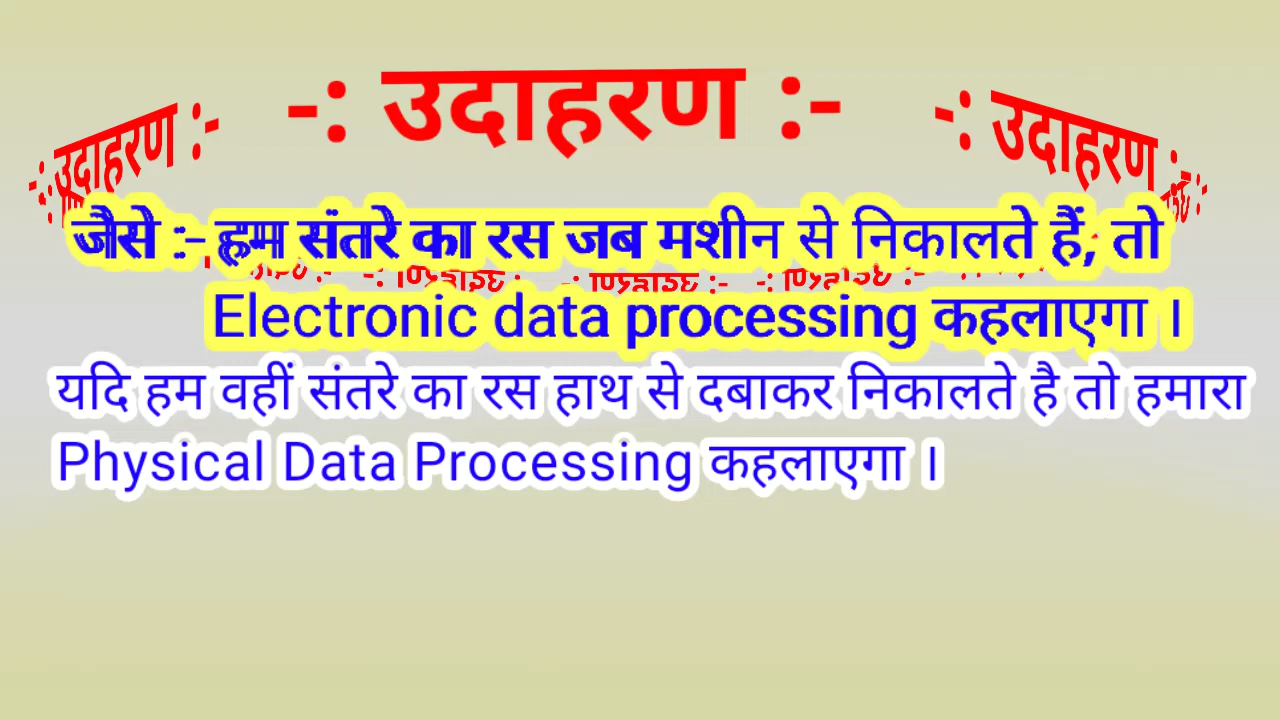 -: उदाहरण :-
-: उदाहरण :- -: उदाहरण :-
जैसे :- हम संतरे का रस जब मशीन से निकालते हैं, तो
Electronic data processing कहलाएगा ।
यदि हम वहीं संतरे का रस हाथ से दबाकर निकालते है तो हमारा
Physical Data Processing कहलाएगा ।